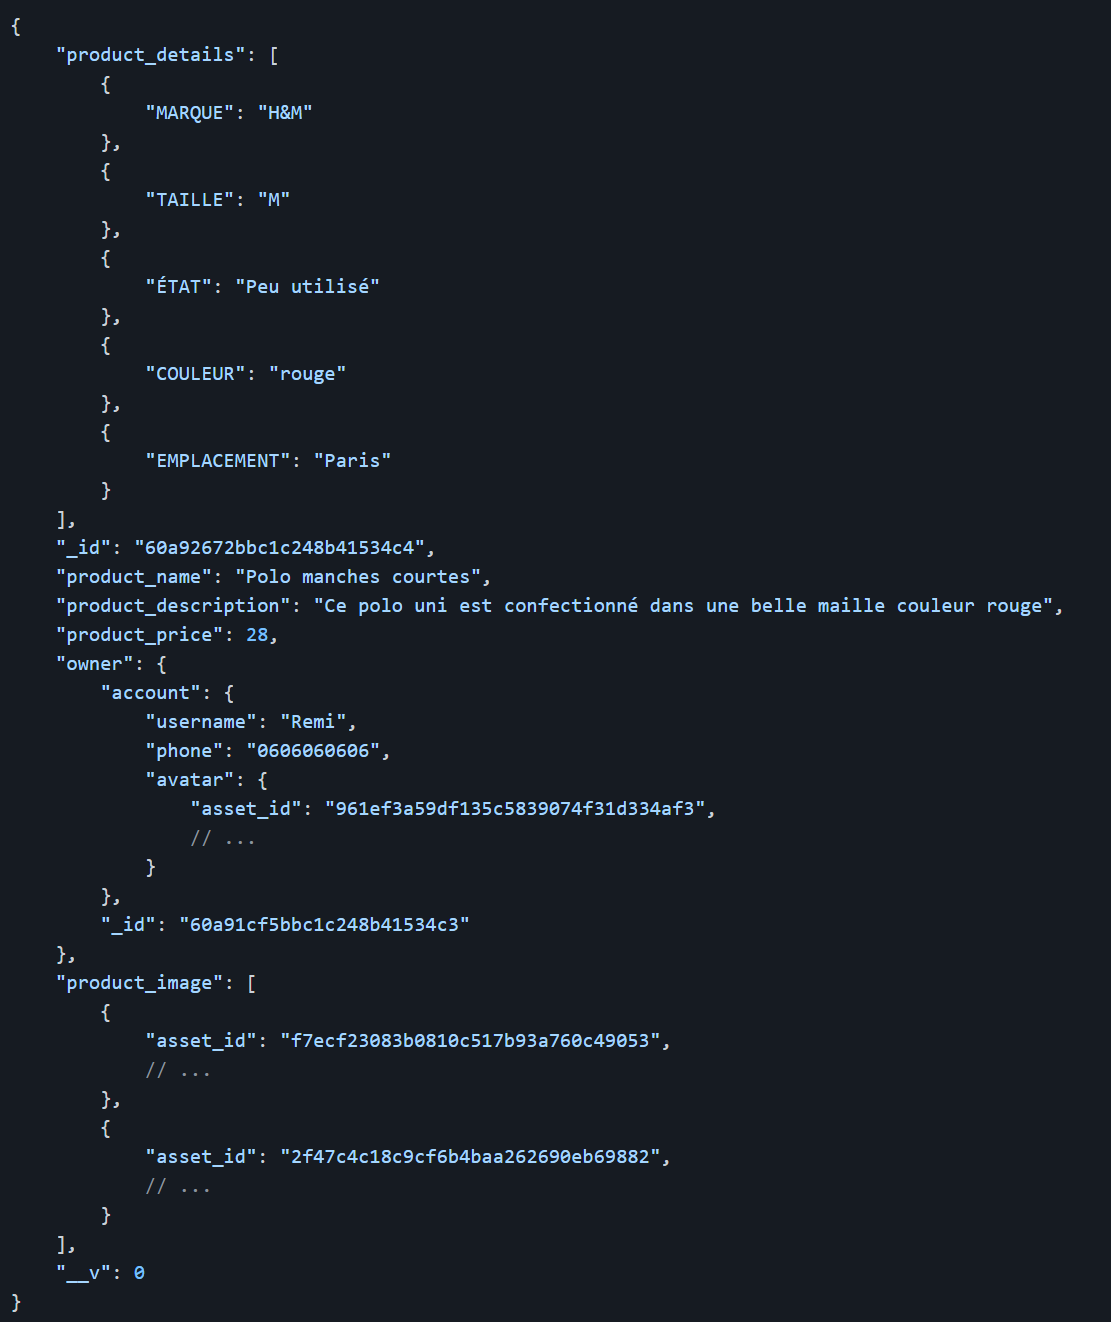 {
    "product_details": [
        {
            "MARQUE": "H&M"
        },
        {
            "TAILLE": "M"
        },
        {
            "ÉTAT": "Peu utilisé"
        },
        {
            "COULEUR": "rouge"
        },
        {
            "EMPLACEMENT": "Paris"
        }
    ],
    "_id": "60a92672bbc1c248b41534c4",
    "product_name": "Polo manches courtes",
    "product_description": "Ce polo uni est confectionné dans une belle maille couleur rouge",
    "product_price": 28,
    "owner": {
        "account": {
            "username": "Remi",
            "phone": "0606060606",
            "avatar": {
                "asset_id": "961ef3a59df135c5839074f31d334af3",
                // ...
            }
        },
        "_id": "60a91cf5bbc1c248b41534c3"
    },
    "product_image": [
        {
            "asset_id": "f7ecf23083b0810c517b93a760c49053",
            // ...
        },
        {
            "asset_id": "2f47c4c18c9cf6b4baa262690eb69882",
            // ...
        }
    ],
    "__v": 0
}